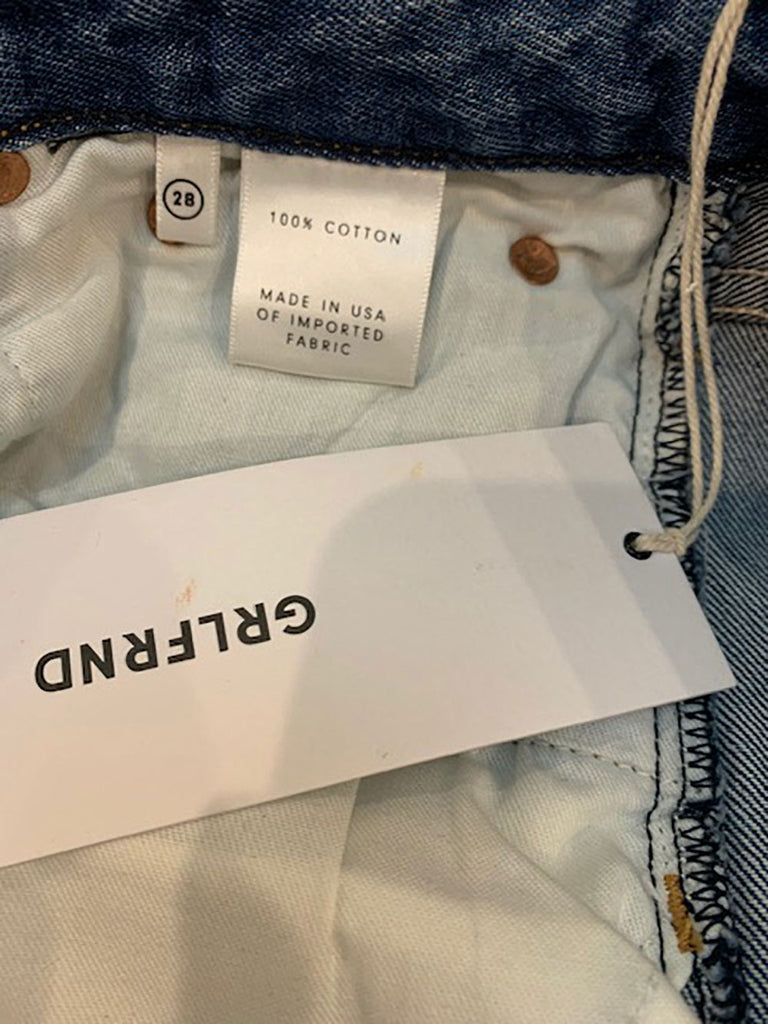 28
100% COTTON
MADE IN USA
OF IMPORTED
FABRIC
GRLFRND